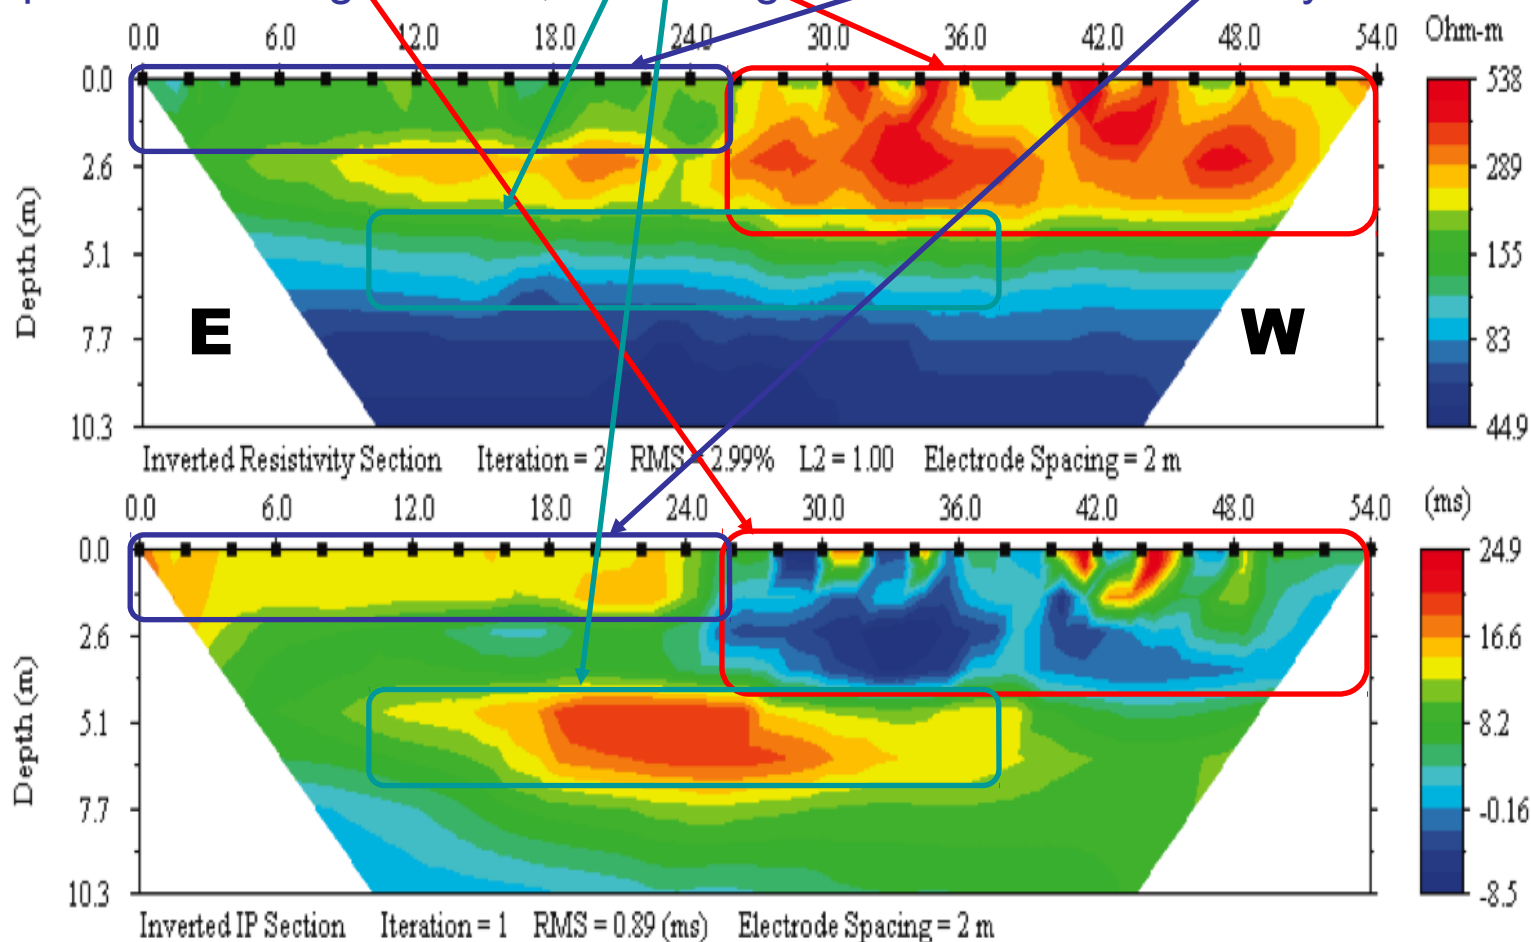 0.0 6.0 12.0 18.0 24.0 30.0 36.0 42.0 48.0 54.0 Ohm-m
0.0
2.6
5.1
7.7
10.3
Depth (m)
E
W
538
289
155
83
44.9
Inverted Resistivity Section Iteration = 2 RMS = 2.99% L2 = 1.00 Electrode Spacing = 2 m
0.0 6.0 12.0 18.0 24.0 30.0 36.0 42.0 48.0 54.0 (ms)
0.0
2.6
5.1
7.7
10.3
Depth (m)
24.9
16.6
8.2
-0.16
-8.5
Inverted IP Section Iteration = 1 RMS = 0.89 (ms) Electrode Spacing = 2 m